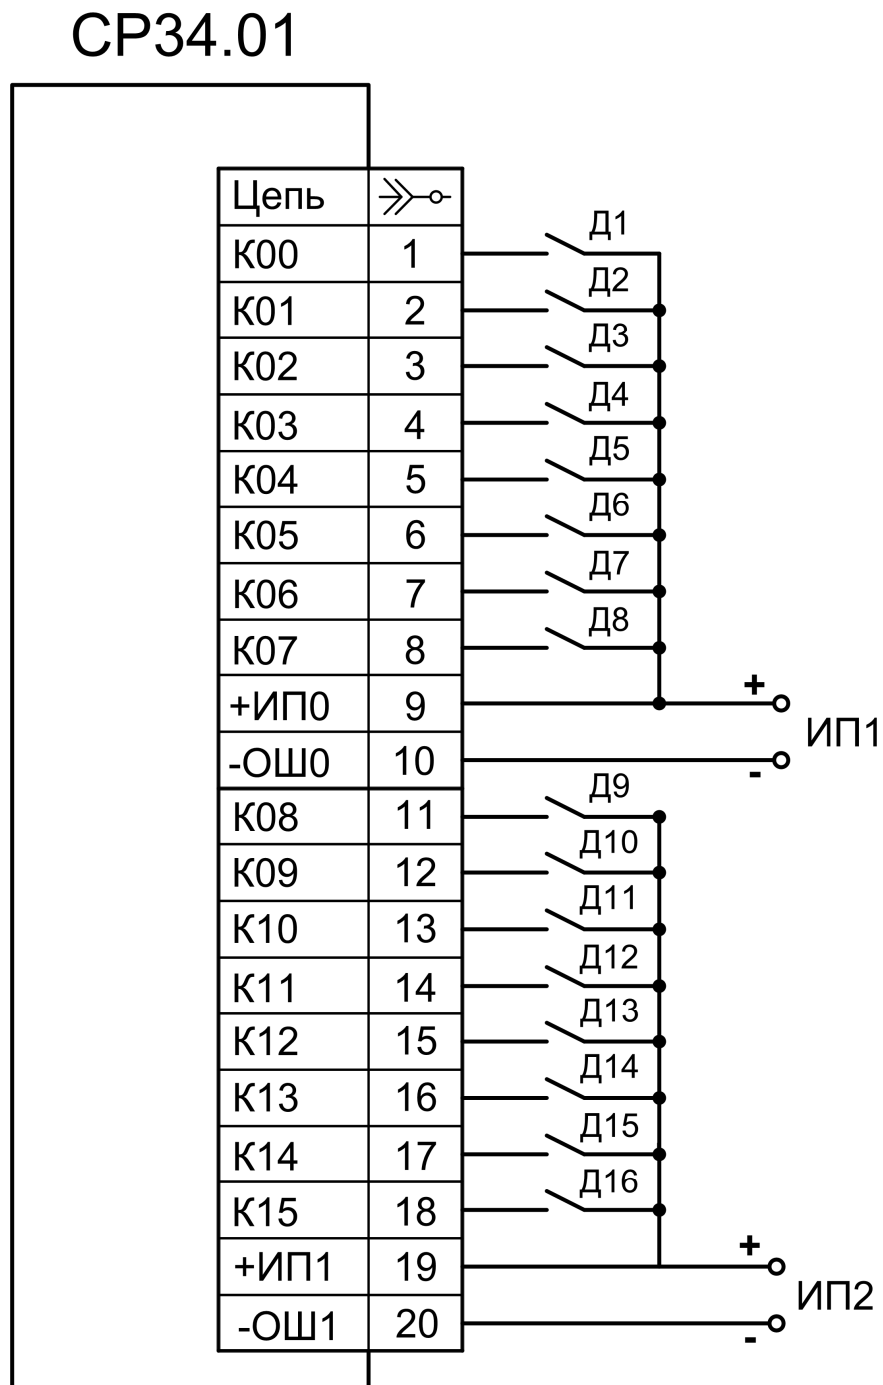 СР34.01
Цепь
К00 1 Д1
К01 2 Д2
К02 3 Д3
К03 4 Д4
К04 5 Д5
К05 6 Д6
К06 7 Д7
К07 8 Д8
+ИП0 9 +
ИП1
-ОШ0 10 -
К08 11 Д9
К09 12 Д10
К10 13 Д11
К11 14 Д12
К12 15 Д13
К13 16 Д14
К14 17 Д15
К15 18 Д16
+ИП1 19 +
ИП2
-ОШ1 20 -